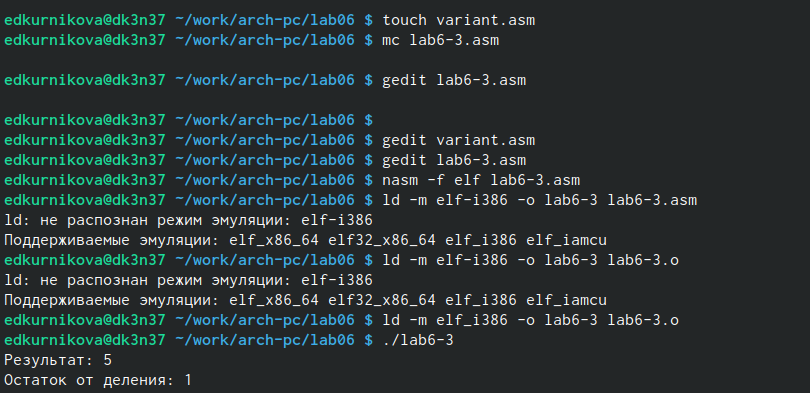 edkurnikova@dk3n37 ~/work/arch-pc/lab06 $ touch variant.asm
edkurnikova@dk3n37 ~/work/arch-pc/lab06 $ mc lab6-3.asm
edkurnikova@dk3n37 ~/work/arch-pc/lab06 $ gedit lab6-3.asm
edkurnikova@dk3n37 ~/work/arch-pc/lab06 $
edkurnikova@dk3n37 ~/work/arch-pc/lab06 $ gedit variant.asm
edkurnikova@dk3n37 ~/work/arch-pc/lab06 $ gedit lab6-3.asm
edkurnikova@dk3n37 ~/work/arch-pc/lab06 $ nasm -f elf lab6-3.asm
edkurnikova@dk3n37 ~/work/arch-pc/lab06 $ ld -m elf-i386 -o lab6-3 lab6-3.asm
ld: не распознан режим эмуляции: elf-i386
Поддерживаемые эмуляции: elf_x86_64 elf32_x86_64 elf_i386 elf_iamcu
edkurnikova@dk3n37 ~/work/arch-pc/lab06 $ ld -m elf-i386 -o lab6-3 lab6-3.o
ld: не распознан режим эмуляции: elf-i386
Поддерживаемые эмуляции: elf_x86_64 elf32_x86_64 elf_i386 elf_iamcu
edkurnikova@dk3n37 ~/work/arch-pc/lab06 $ ld -m elf_i386 -o lab6-3 lab6-3.o
edkurnikova@dk3n37 ~/work/arch-pc/lab06 $ ./lab6-3
Результат: 5
Остаток от деления: 1